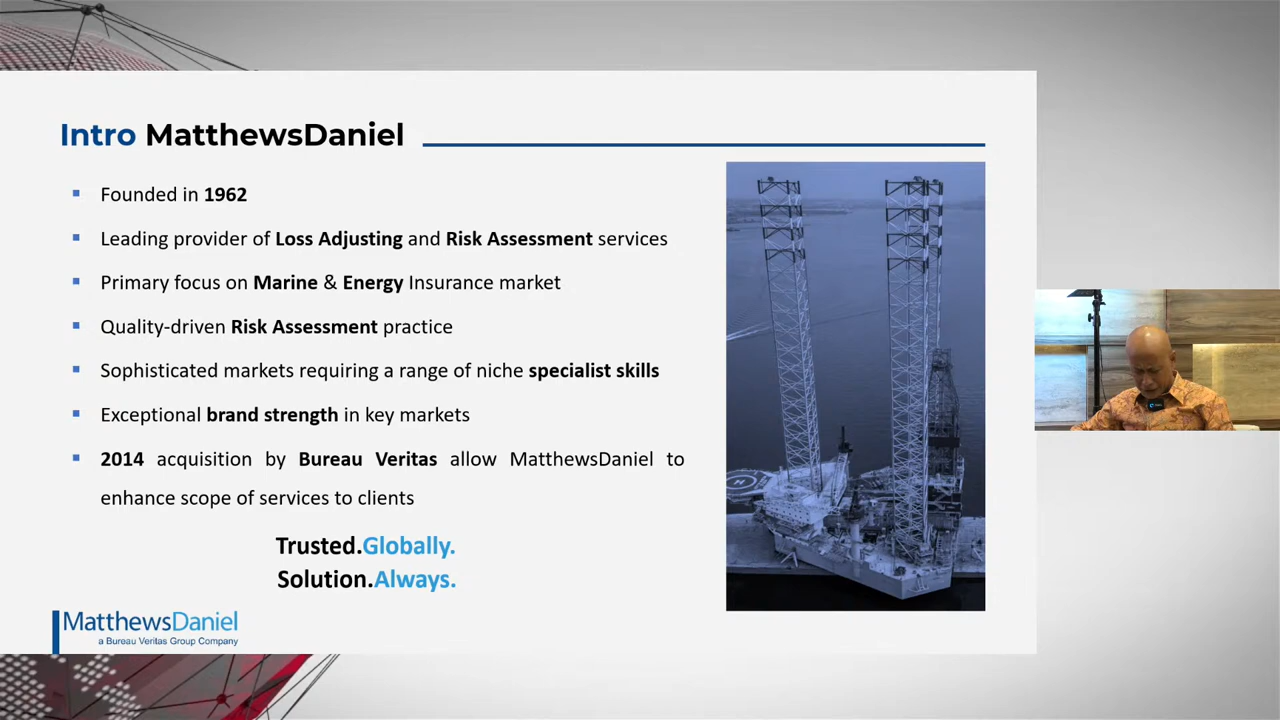 Intro MatthewsDaniel
Founded in 1962
Leading provider of Loss Adjusting and Risk Assessment services
Primary focus on Marine & Energy Insurance market
Quality-driven Risk Assessment practice
Sophisticated markets requiring a range of niche specialist skills
Exceptional brand strength in key markets
2014 acquisition by Bureau Veritas allow MatthewsDaniel to
enhance scope of services to clients
Trusted.Globally.
Solution.Always.
MatthewsDaniel
a Bureau Veritas Group Company